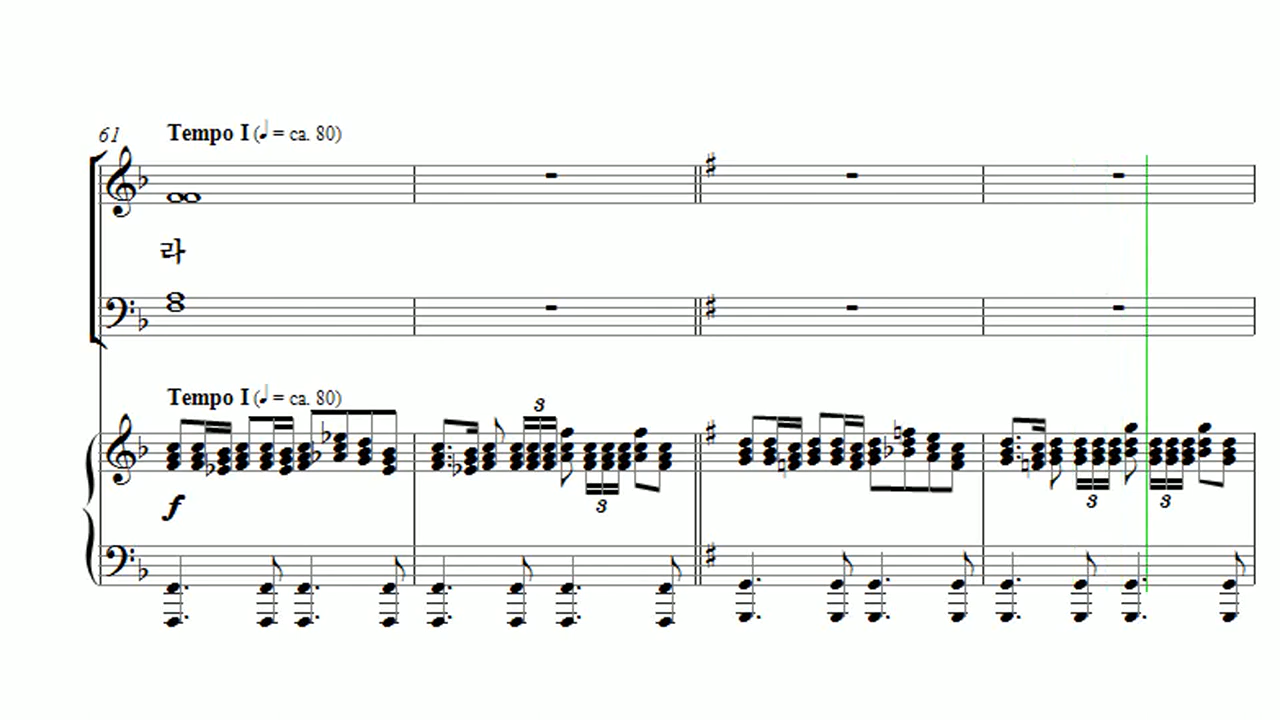 61
Tempo I (♩ = ca. 80)
라
Tempo I (♩ = ca. 80)
3
f
3
3
3